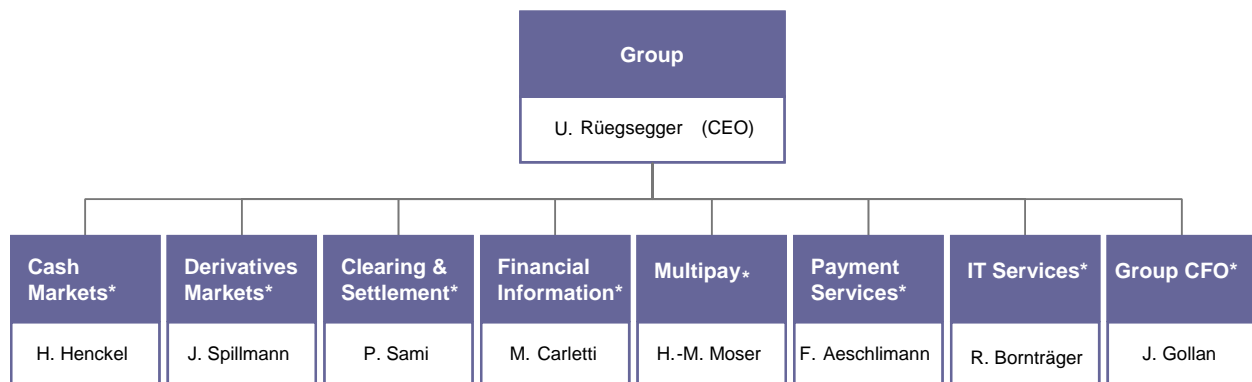 Group
U. Rüegsegger (CEO)
Cash
Markets*
H. Henckel
Derivatives
Markets*
J. Spillmann
Clearing &
Settlement*
P. Sami
Financial
Information*
M. Carletti
Multipay*
H.-M. Moser
Payment
Services*
F. Aeschlimann
IT Services*
R. Bornträger
Group CFO*
J. Gollan